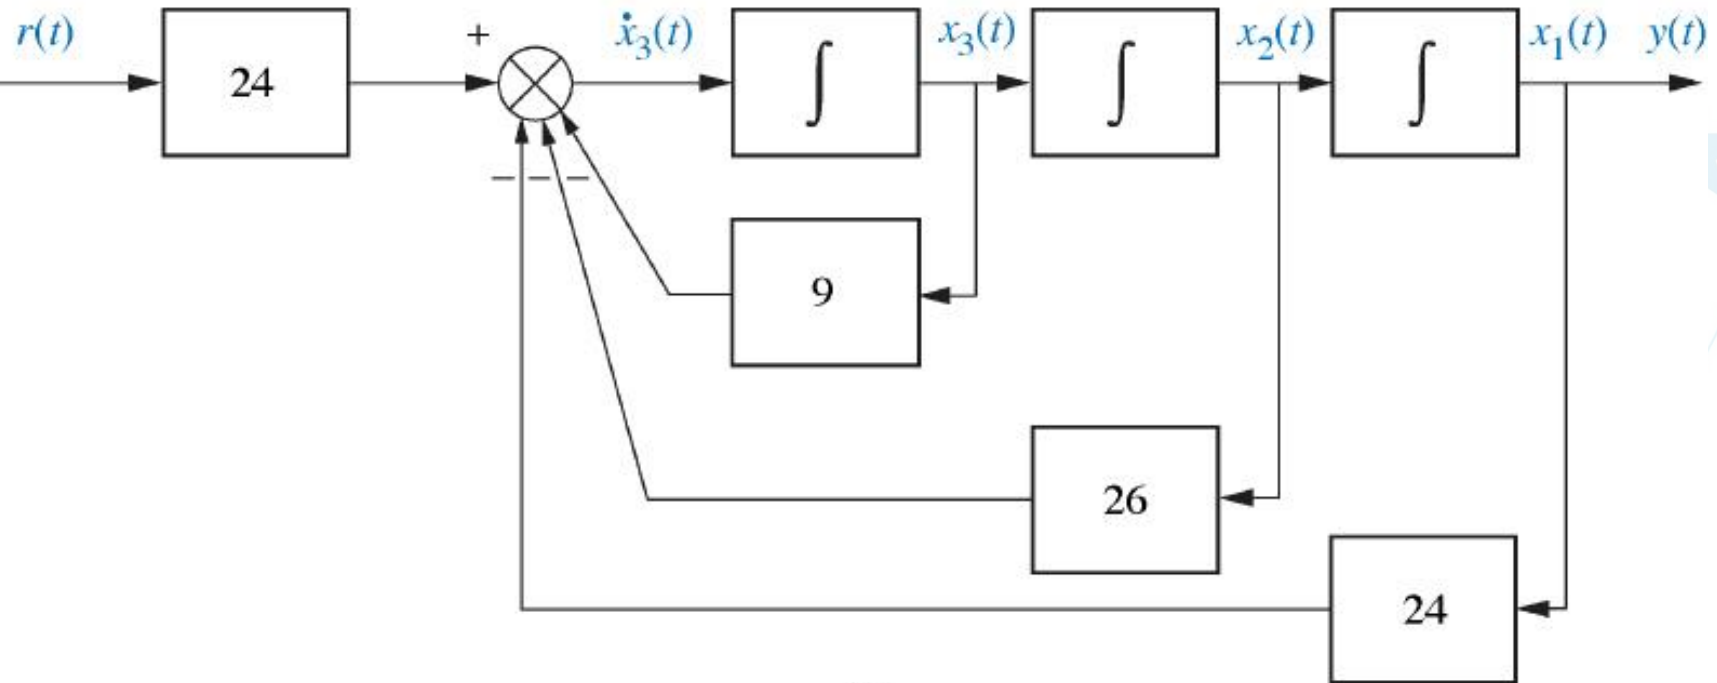 r(t)
24
+
ẋ₃(t)
∫
x₃(t)
∫
x₂(t)
∫
x₁(t)
y(t)
− − −
9
26
24